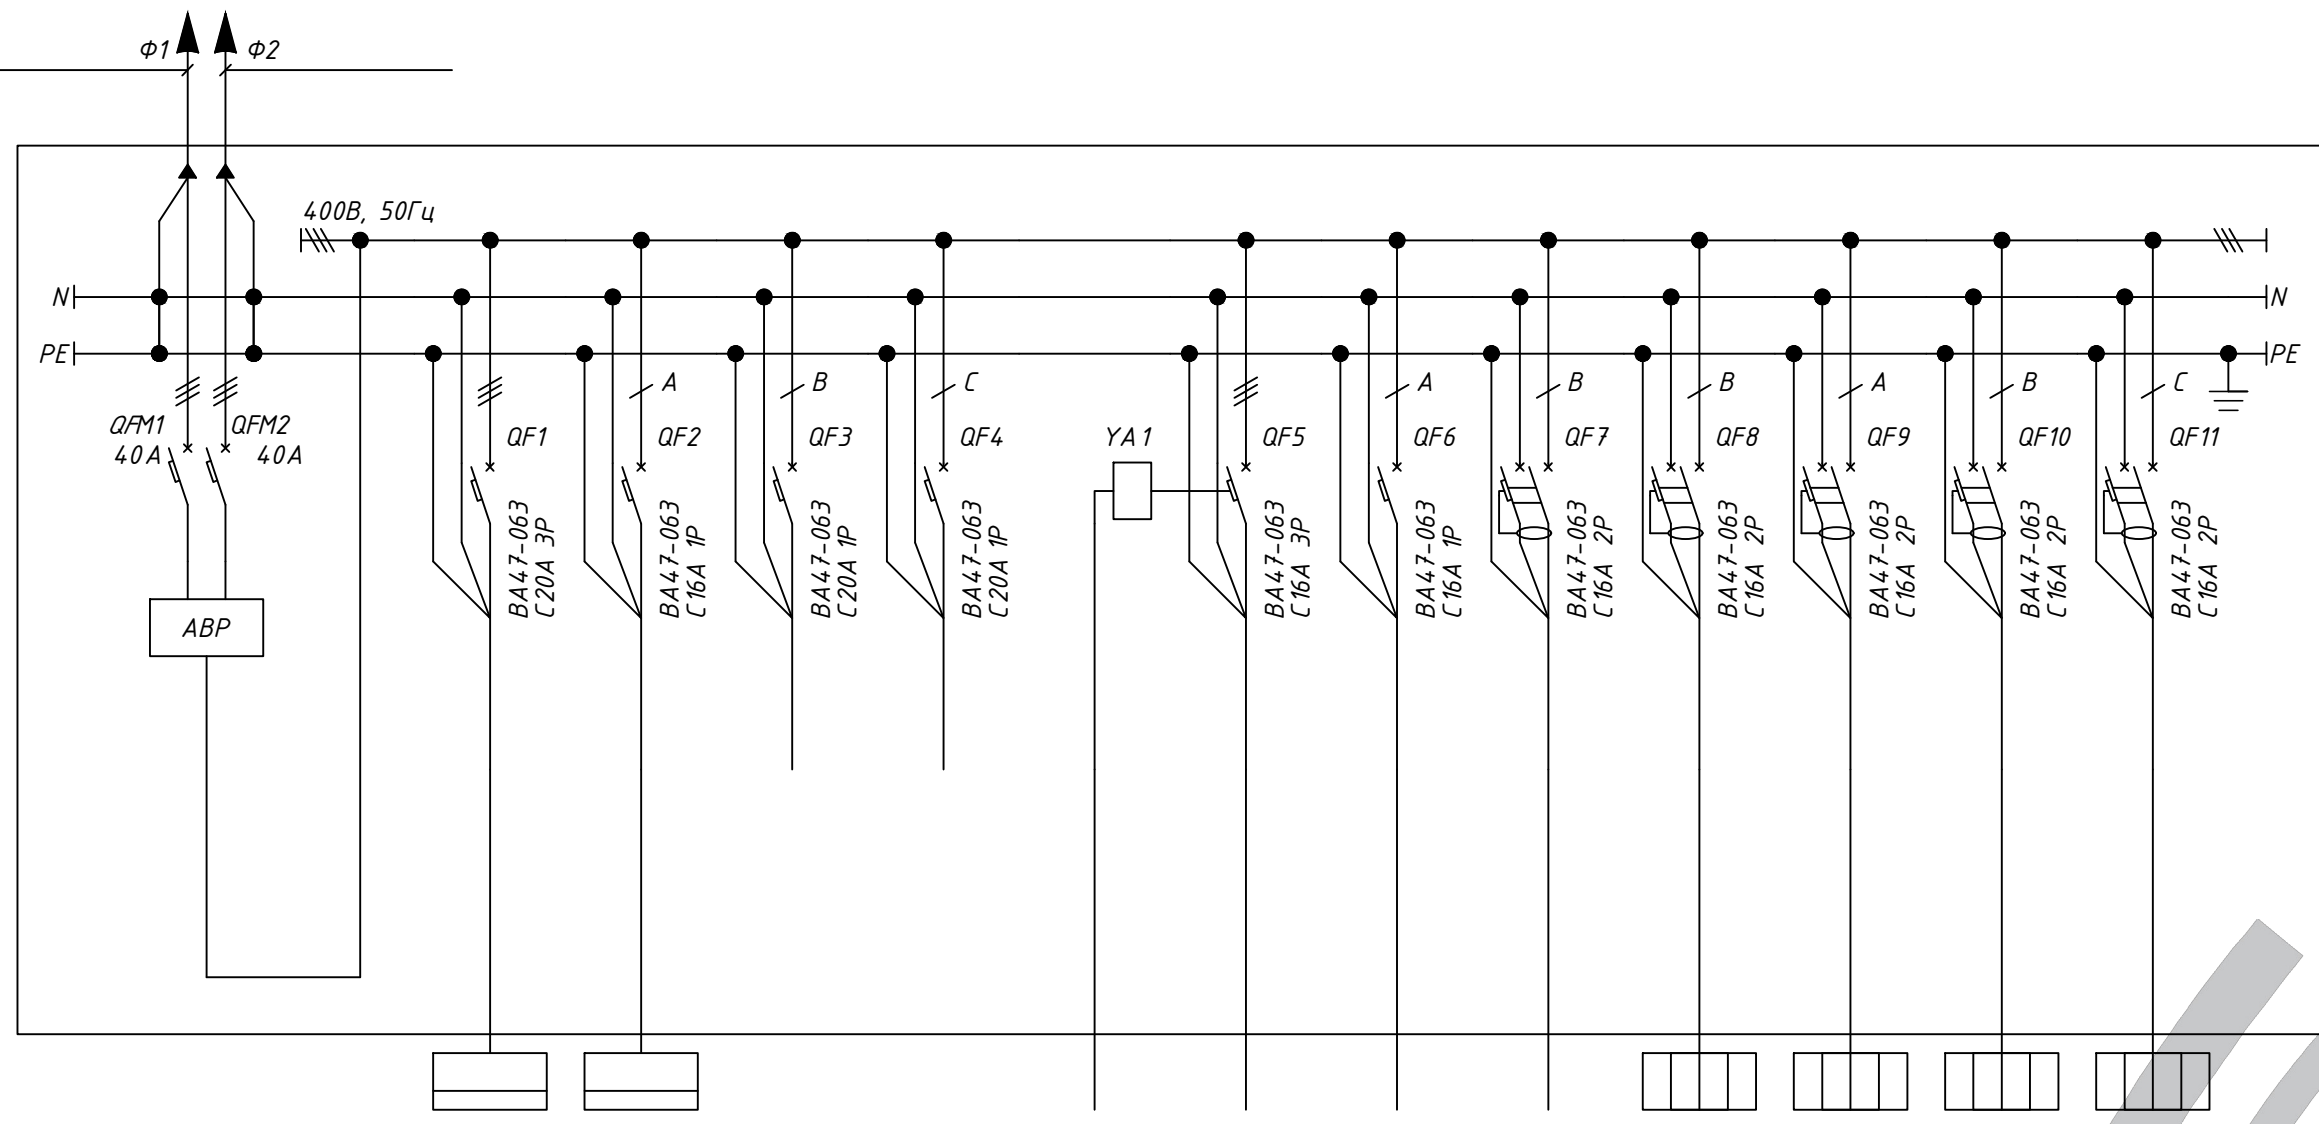 Ф1
Ф2
400В, 50Гц
N
N
PE
PE
A
B
C
A
B
B
A
B
C
QFM1
40А
QFM2
40А
QF1
QF2
QF3
QF4
YA1
QF5
QF6
QF7
QF8
QF9
QF10
QF11
ВА47-063
С20А 3Р
ВА47-063
С16А 1Р
ВА47-063
С20А 1Р
ВА47-063
С20А 1Р
ВА47-063
С16А 3Р
ВА47-063
С16А 1Р
ВА47-063
С16А 2Р
ВА47-063
С16А 2Р
ВА47-063
С16А 2Р
ВА47-063
С16А 2Р
ВА47-063
С16А 2Р
АВР